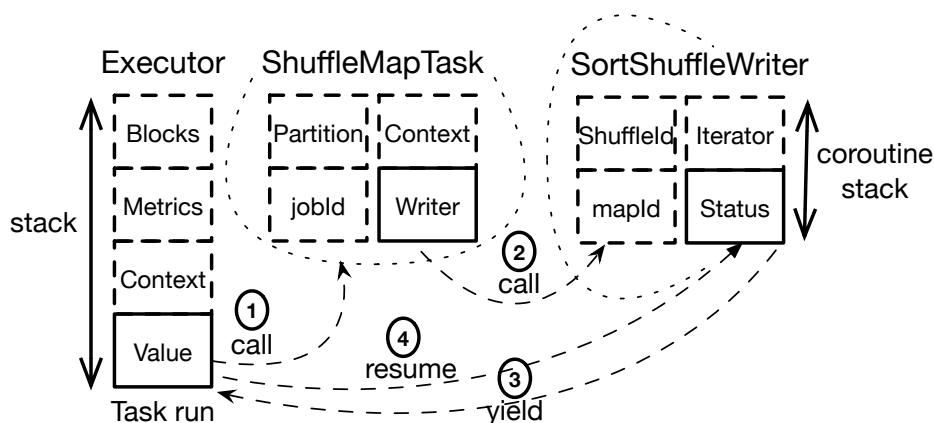 Executor
ShuffleMapTask
SortShuffleWriter
Blocks
Partition
Context
ShuffleId
Iterator
coroutine
stack
stack
Metrics
jobId
Writer
mapId
Status
Context
2
call
1
call
4
resume
Value
3
yield
Task run